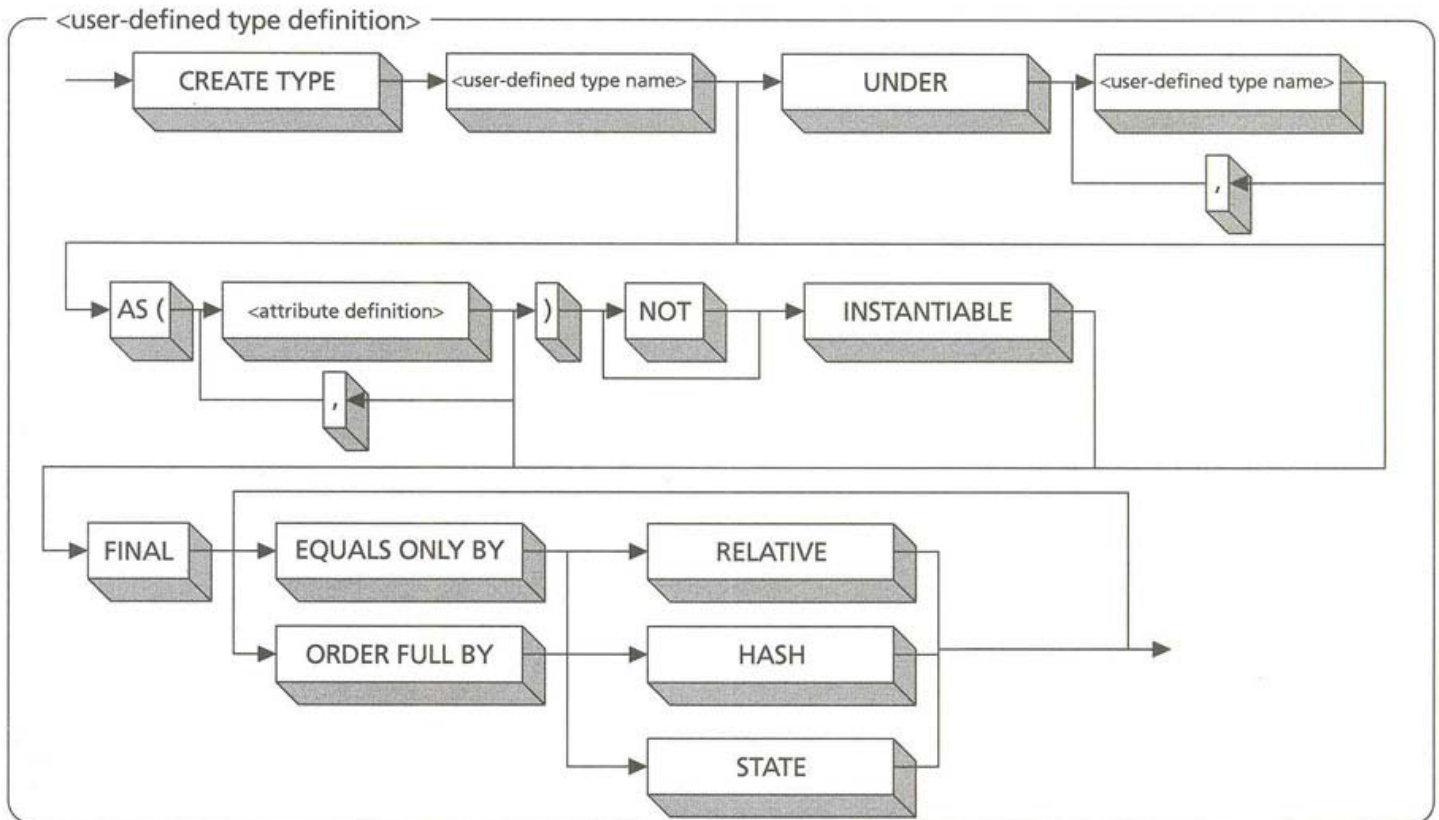 <user-defined type definition>
CREATE TYPE <user-defined type name> UNDER <user-defined type name>
,
AS ( <attribute definition> ) NOT INSTANTIABLE
,
FINAL EQUALS ONLY BY RELATIVE
ORDER FULL BY HASH
STATE